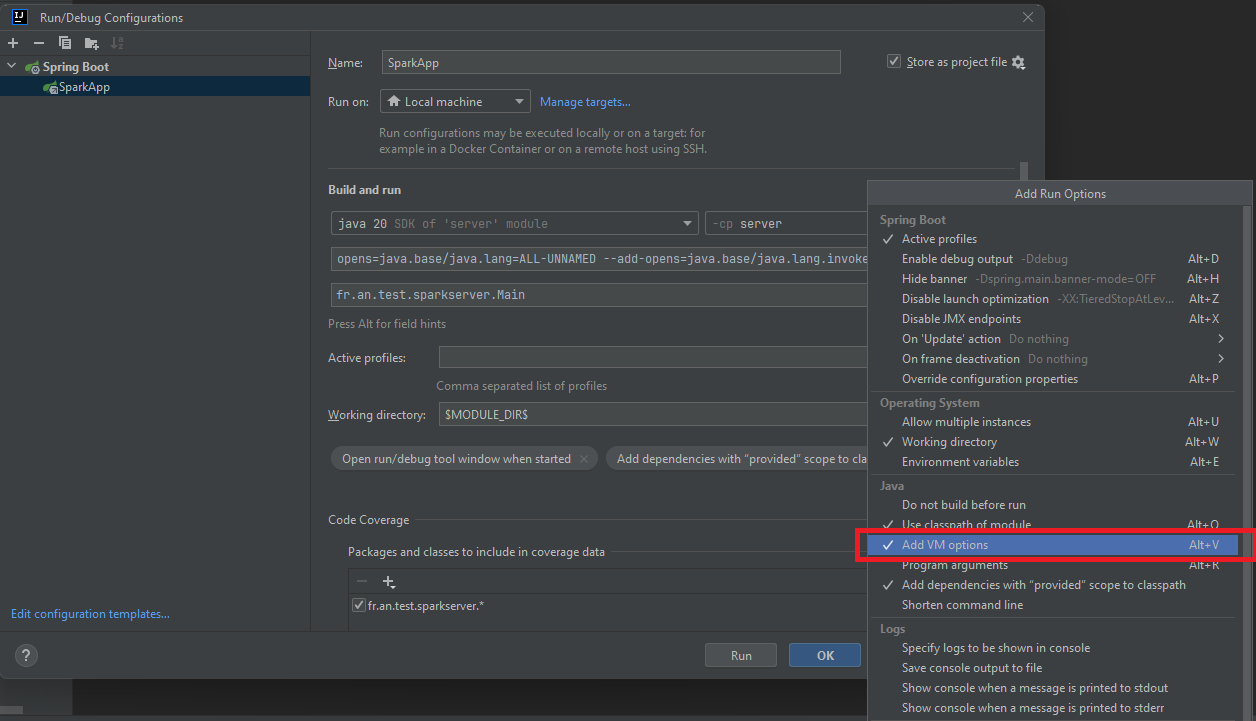 Run/Debug Configurations
Spring Boot
SparkApp
Edit configuration templates...
Name:
SparkApp
Store as project file
Run on:
Local machine
Manage targets...
Run configurations may be executed locally or on a target: for
example in a Docker Container or on a remote host using SSH.
Build and run
java 20 SDK of 'server' module
-cp server
opens=java.base/java.lang=ALL-UNNAMED --add-opens=java.base/java.lang.invoke
fr.an.test.sparkserver.Main
Press Alt for field hints
Active profiles:
Comma separated list of profiles
Working directory:
$MODULE_DIR$
Open run/debug tool window when started
Add dependencies with “provided” scope to cla
Code Coverage
Packages and classes to include in coverage data
fr.an.test.sparkserver.*
?
Run
OK
Add Run Options
Spring Boot
Active profiles
Enable debug output -Ddebug Alt+D
Hide banner -Dspring.main.banner-mode=OFF Alt+H
Disable launch optimization -XX:TieredStopAtLev... Alt+Z
Disable JMX endpoints Alt+X
On 'Update' action Do nothing
On frame deactivation Do nothing
Override configuration properties Alt+P
Operating System
Allow multiple instances Alt+U
Working directory Alt+W
Environment variables Alt+E
Java
Do not build before run
Use classpath of module Alt+O
Add VM options Alt+V
Program arguments Alt+R
Add dependencies with “provided” scope to classpath
Shorten command line
Logs
Specify logs to be shown in console
Save console output to file
Show console when a message is printed to stdout
Show console when a message is printed to stderr